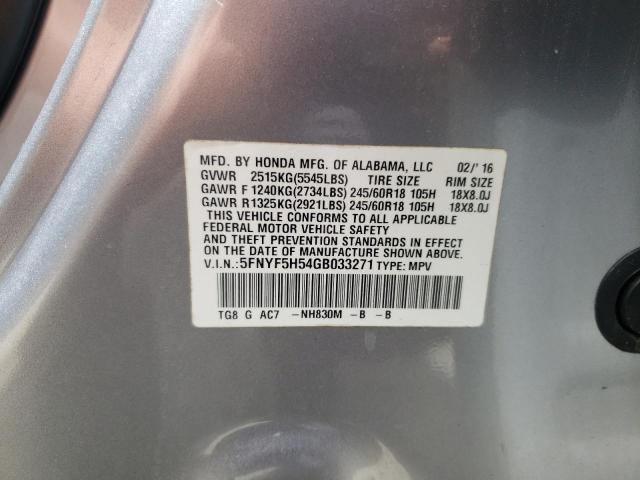 MFD. BY HONDA MFG. OF ALABAMA, LLC 02/' 16
GVWR 2515KG(5545LBS) TIRE SIZE RIM SIZE
GAWR F 1240KG(2734LBS) 245/60R18 105H 18X8.0J
GAWR R1325KG(2921LBS) 245/60R18 105H 18X8.0J
THIS VEHICLE CONFORMS TO ALL APPLICABLE
FEDERAL MOTOR VEHICLE SAFETY
AND THEFT PREVENTION STANDARDS IN EFFECT
ON THE DATE OF MANUFACTURE SHOWN ABOVE.
V.I.N.:5FNYF5H54GB033271 TYPE: MPV
TG8 G AC7 -NH830M -B -B